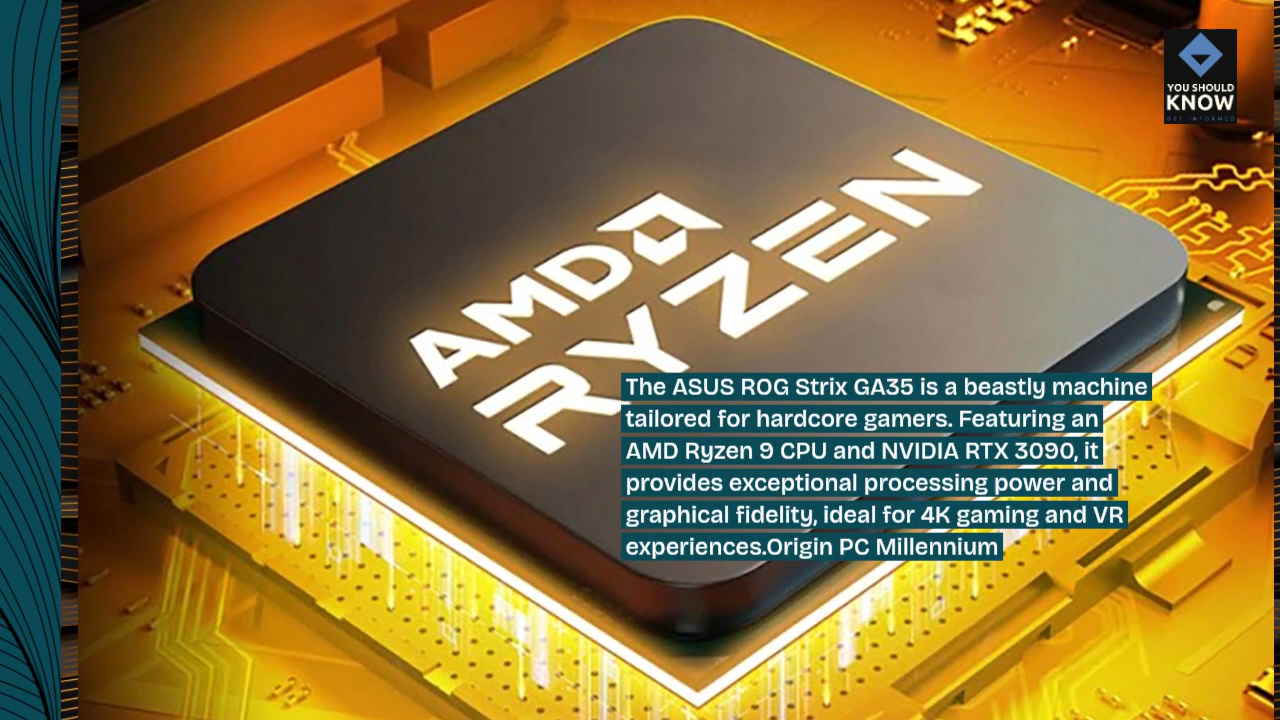 YOU SHOULD
KNOW
GET INFORMED
AMD
RYZEN
The ASUS ROG Strix GA35 is a beastly machine
tailored for hardcore gamers. Featuring an
AMD Ryzen 9 CPU and NVIDIA RTX 3090, it
provides exceptional processing power and
graphical fidelity, ideal for 4K gaming and VR
experiences.Origin PC Millennium